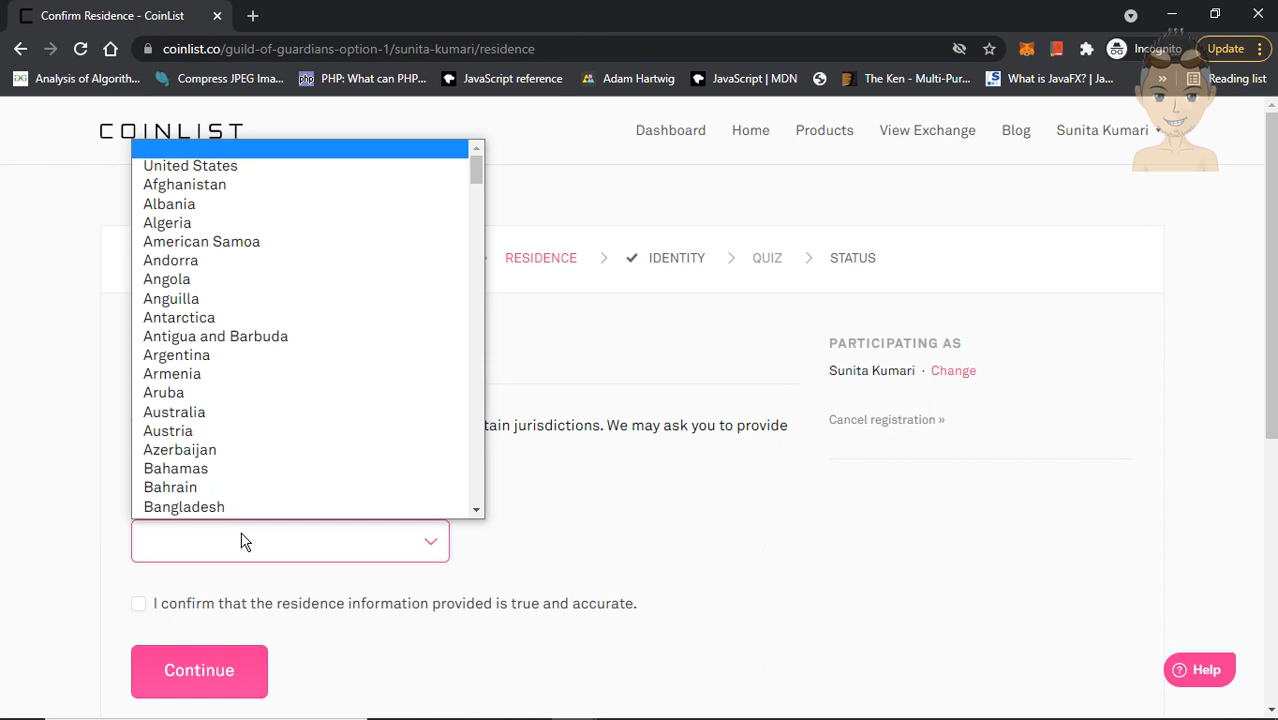 Confirm Residence - CoinList
coinlist.co/guild-of-guardians-option-1/sunita-kumari/residence
Incognito
Update
Analysis of Algorith...
Compress JPEG Ima...
PHP: What can PHP...
JavaScript reference
Adam Hartwig
JavaScript | MDN
The Ken - Multi-Pur...
What is JavaFX? | Ja...
»
Reading list
COINLIST
Dashboard
Home
Products
View Exchange
Blog
Sunita Kumari
United States
Afghanistan
Albania
Algeria
American Samoa
Andorra
Angola
Anguilla
Antarctica
Antigua and Barbuda
Argentina
Armenia
Aruba
Australia
Austria
Azerbaijan
Bahamas
Bahrain
Bangladesh
RESIDENCE
IDENTITY
QUIZ
STATUS
PARTICIPATING AS
Sunita Kumari · Change
Cancel registration »
tain jurisdictions. We may ask you to provide
I confirm that the residence information provided is true and accurate.
Continue
Help